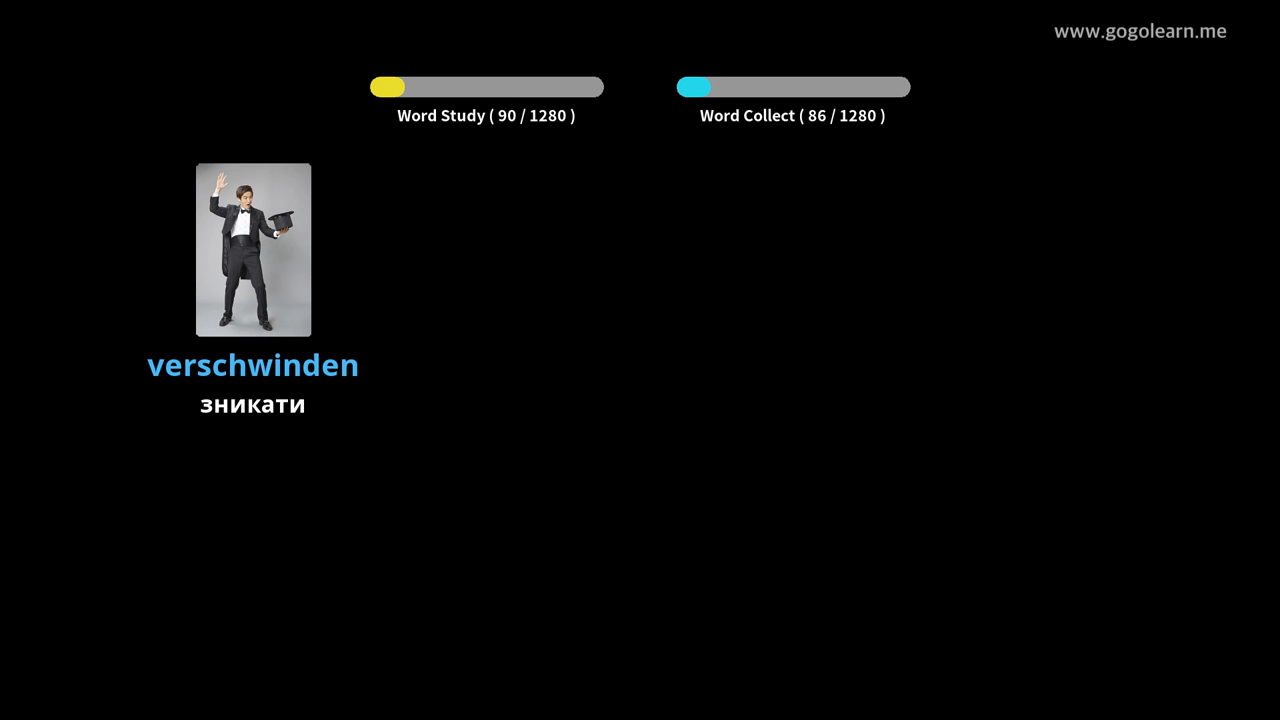 www.gogolearn.me
Word Study ( 90 / 1280 )
Word Collect ( 86 / 1280 )
verschwinden
зникати